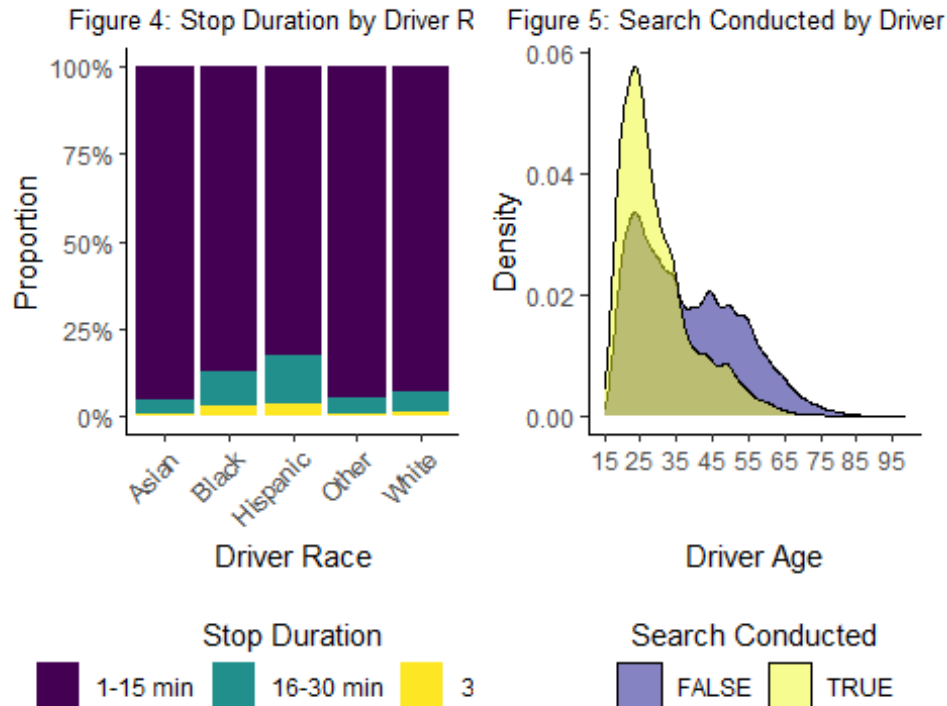 Figure 4: Stop Duration by Driver R
100%
75%
50%
25%
0%
Proportion
Asian
Black
Hispanic
Other
White
Driver Race
Stop Duration
1-15 min
16-30 min
3
Figure 5: Search Conducted by Driver
0.06
0.04
0.02
0.00
Density
15 25 35 45 55 65 75 85 95
Driver Age
Search Conducted
FALSE
TRUE